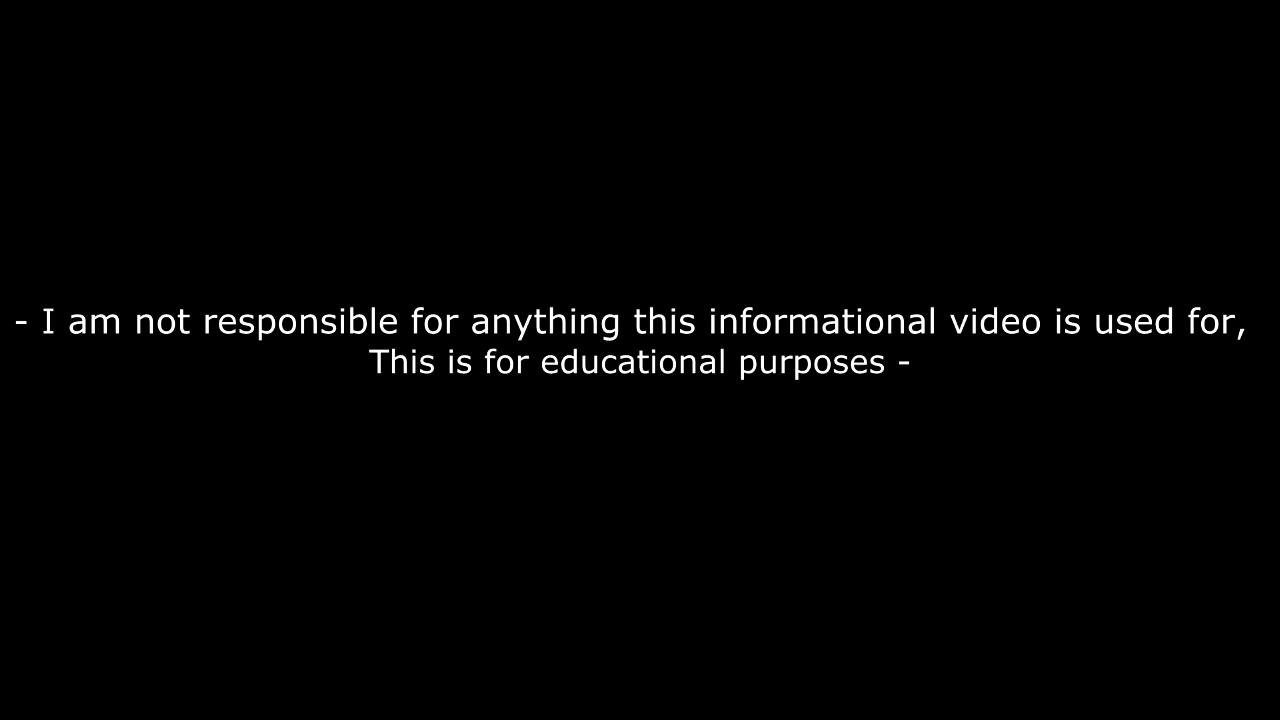 - I am not responsible for anything this informational video is used for,
This is for educational purposes -